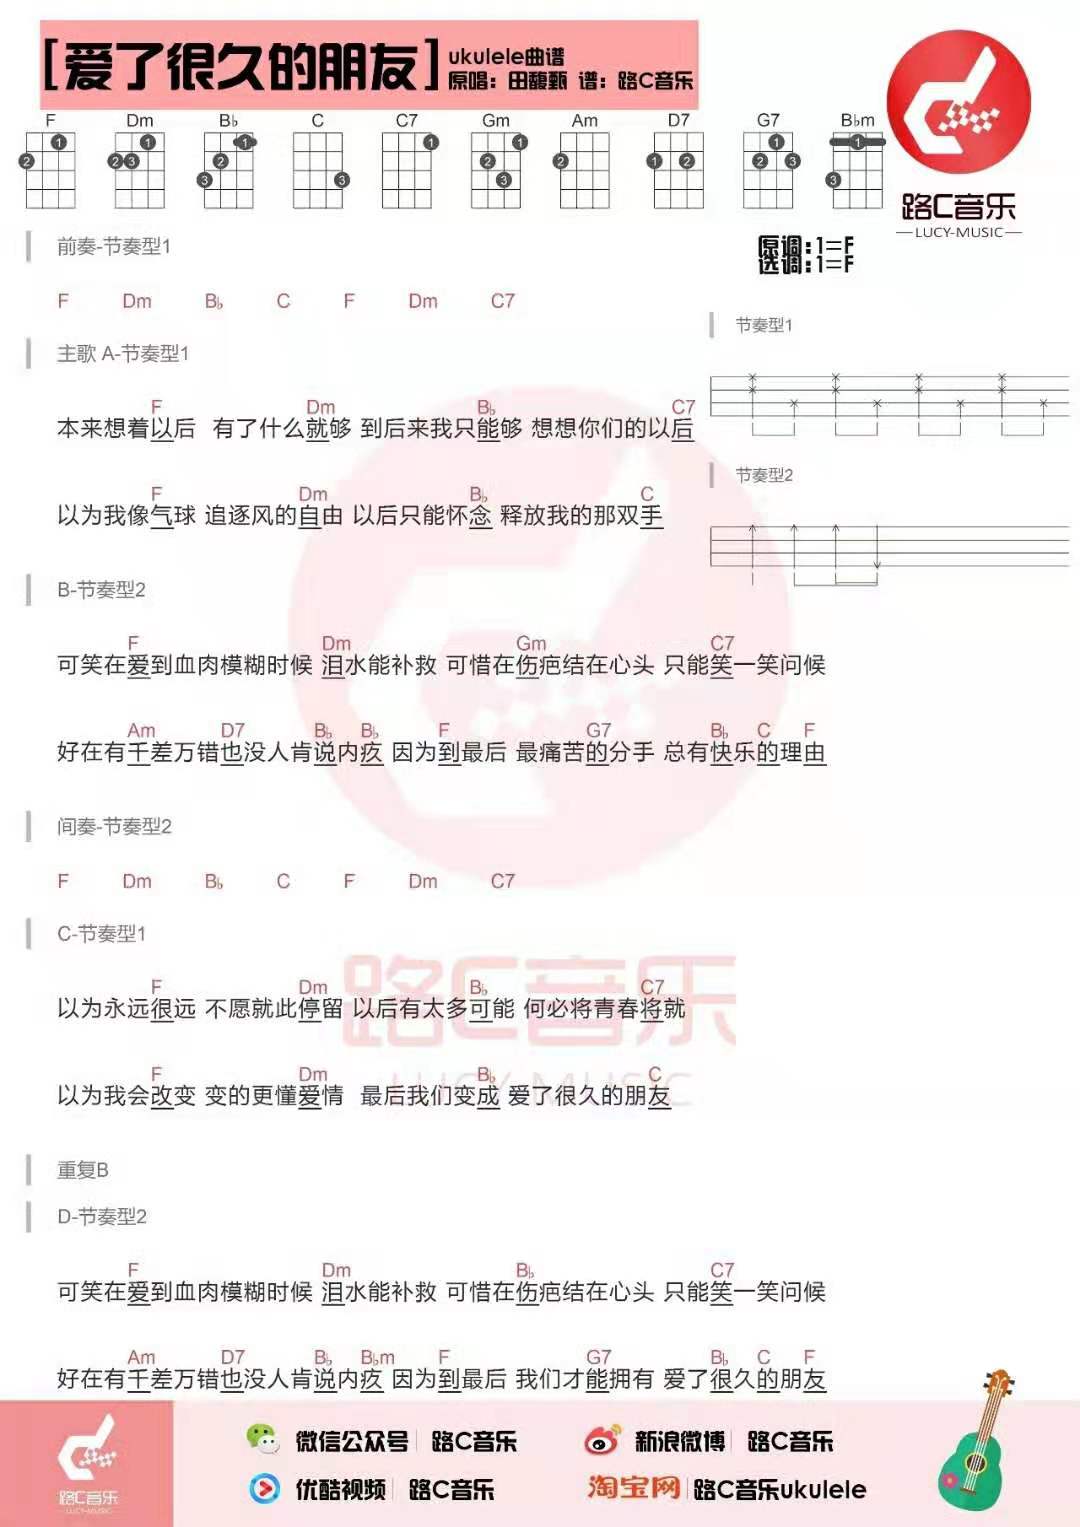 [爱了很久的朋友] ukulele曲谱
原唱：田馥甄 谱：路C音乐
F Dm B♭ C C7 Gm Am D7 G7 B♭m
路C音乐
LUCY-MUSIC
原调:1=F
选调:1=F
前奏-节奏型1
F Dm B♭ C F Dm C7
节奏型1
节奏型2
主歌 A-节奏型1
F Dm B♭ C7
本来想着以后 有了什么就够 到后来我只能够 想想你们的以后
F Dm B♭ C
以为我像气球 追逐风的自由 以后只能怀念 释放我的那双手
B-节奏型2
F Dm Gm C7
可笑在爱到血肉模糊时候 泪水能补救 可惜在伤疤结在心头 只能笑一笑问候
Am D7 B♭ B♭ F G7 B♭ C F
好在有千差万错也没人肯说内疚 因为到最后 最痛苦的分手 总有快乐的理由
间奏-节奏型2
F Dm B♭ C F Dm C7
C-节奏型1
F Dm B♭ C7
以为永远很远 不愿就此停留 以后有太多可能 何必将青春将就
路C音乐
F Dm B♭ C
以为我会改变 变的更懂爱情 最后我们变成 爱了很久的朋友
LUCY-MUSIC
重复B
D-节奏型2
F Dm B♭ C7
可笑在爱到血肉模糊时候 泪水能补救 可惜在伤疤结在心头 只能笑一笑问候
Am D7 B♭ B♭m F G7 B♭ C F
好在有千差万错也没人肯说内疚 因为到最后 我们才能拥有 爱了很久的朋友
路C音乐
LUCY-MUSIC
微信公众号 | 路C音乐
新浪微博 | 路C音乐
优酷视频 | 路C音乐
淘宝网 | 路C音乐ukulele